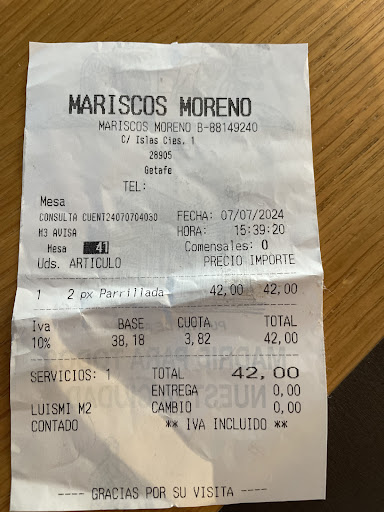 MARISCOS MORENO
MARISCOS MORENO B-88149240
C/ Islas Cies. 1
28905
Getafe
TEL:
Mesa
CONSULTA CUENT24070704030 FECHA: 07/07/2024
M3 AVISA HORA: 15:39:20
Mesa 41 Comensales: 0
Uds. ARTICULO PRECIO IMPORTE
1 2 px Parrillada 42,00 42,00
Iva BASE CUOTA TOTAL
10% 38,18 3,82 42,00
SERVICIOS: 1 TOTAL 42,00
ENTREGA 0,00
LUISMI M2 CAMBIO 0,00
CONTADO ** IVA INCLUIDO **
---- GRACIAS POR SU VISITA ----